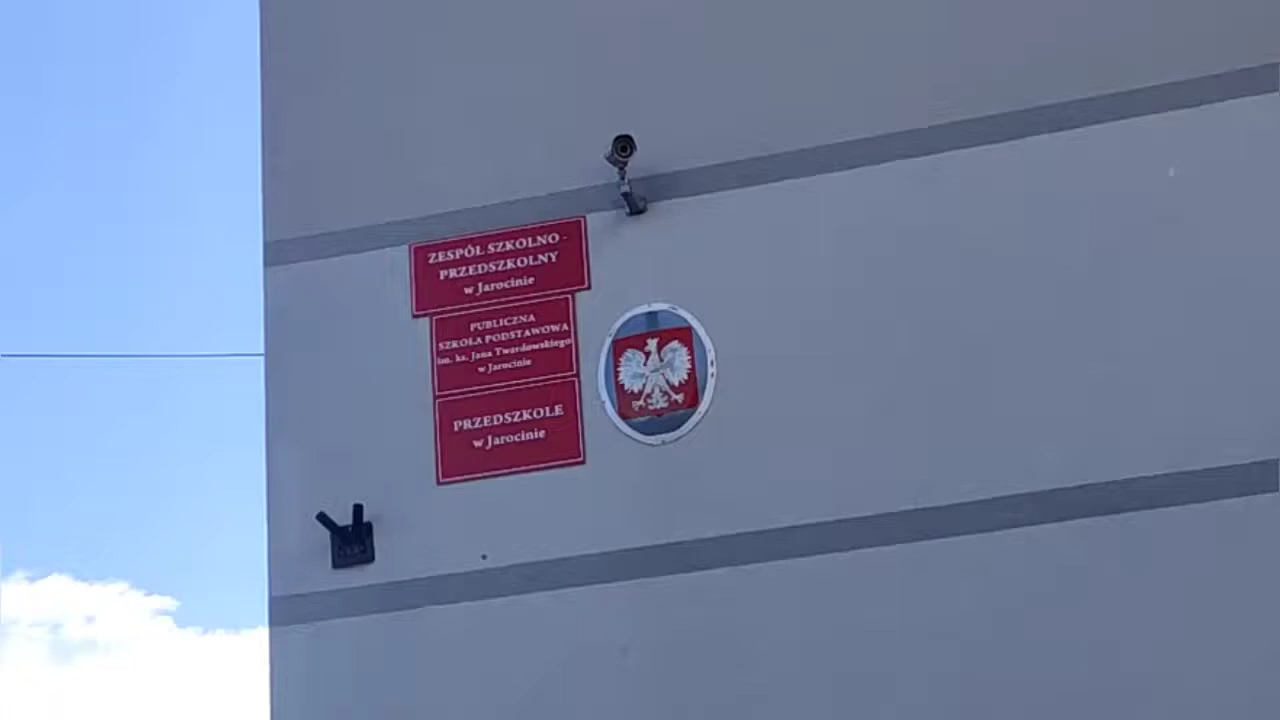 ZESPÓŁ SZKOLNO -
PRZEDSZKOLNY
w Jarocinie
PUBLICZNA
SZKOŁA PODSTAWOWA
im. ks. Jana Twardowskiego
w Jarocinie
PRZEDSZKOLE
w Jarocinie